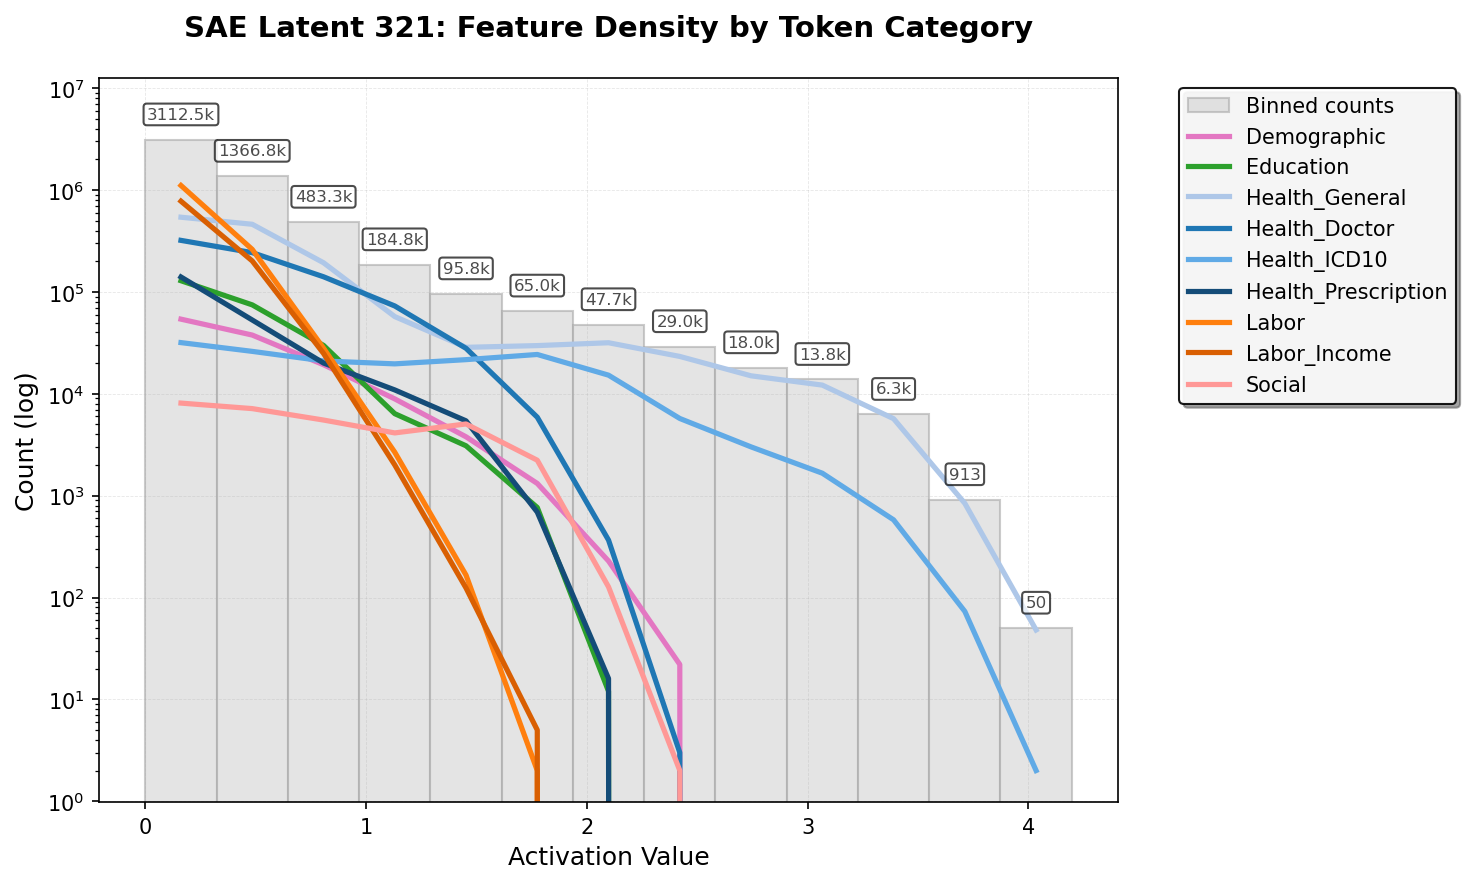 SAE Latent 321: Feature Density by Token Category
Count (log)
10⁷
10⁶
10⁵
10⁴
10³
10²
10¹
10⁰
3112.5k
1366.8k
483.3k
184.8k
95.8k
65.0k
47.7k
29.0k
18.0k
13.8k
6.3k
913
50
0
1
2
3
4
Activation Value
Binned counts
Demographic
Education
Health_General
Health_Doctor
Health_ICD10
Health_Prescription
Labor
Labor_Income
Social